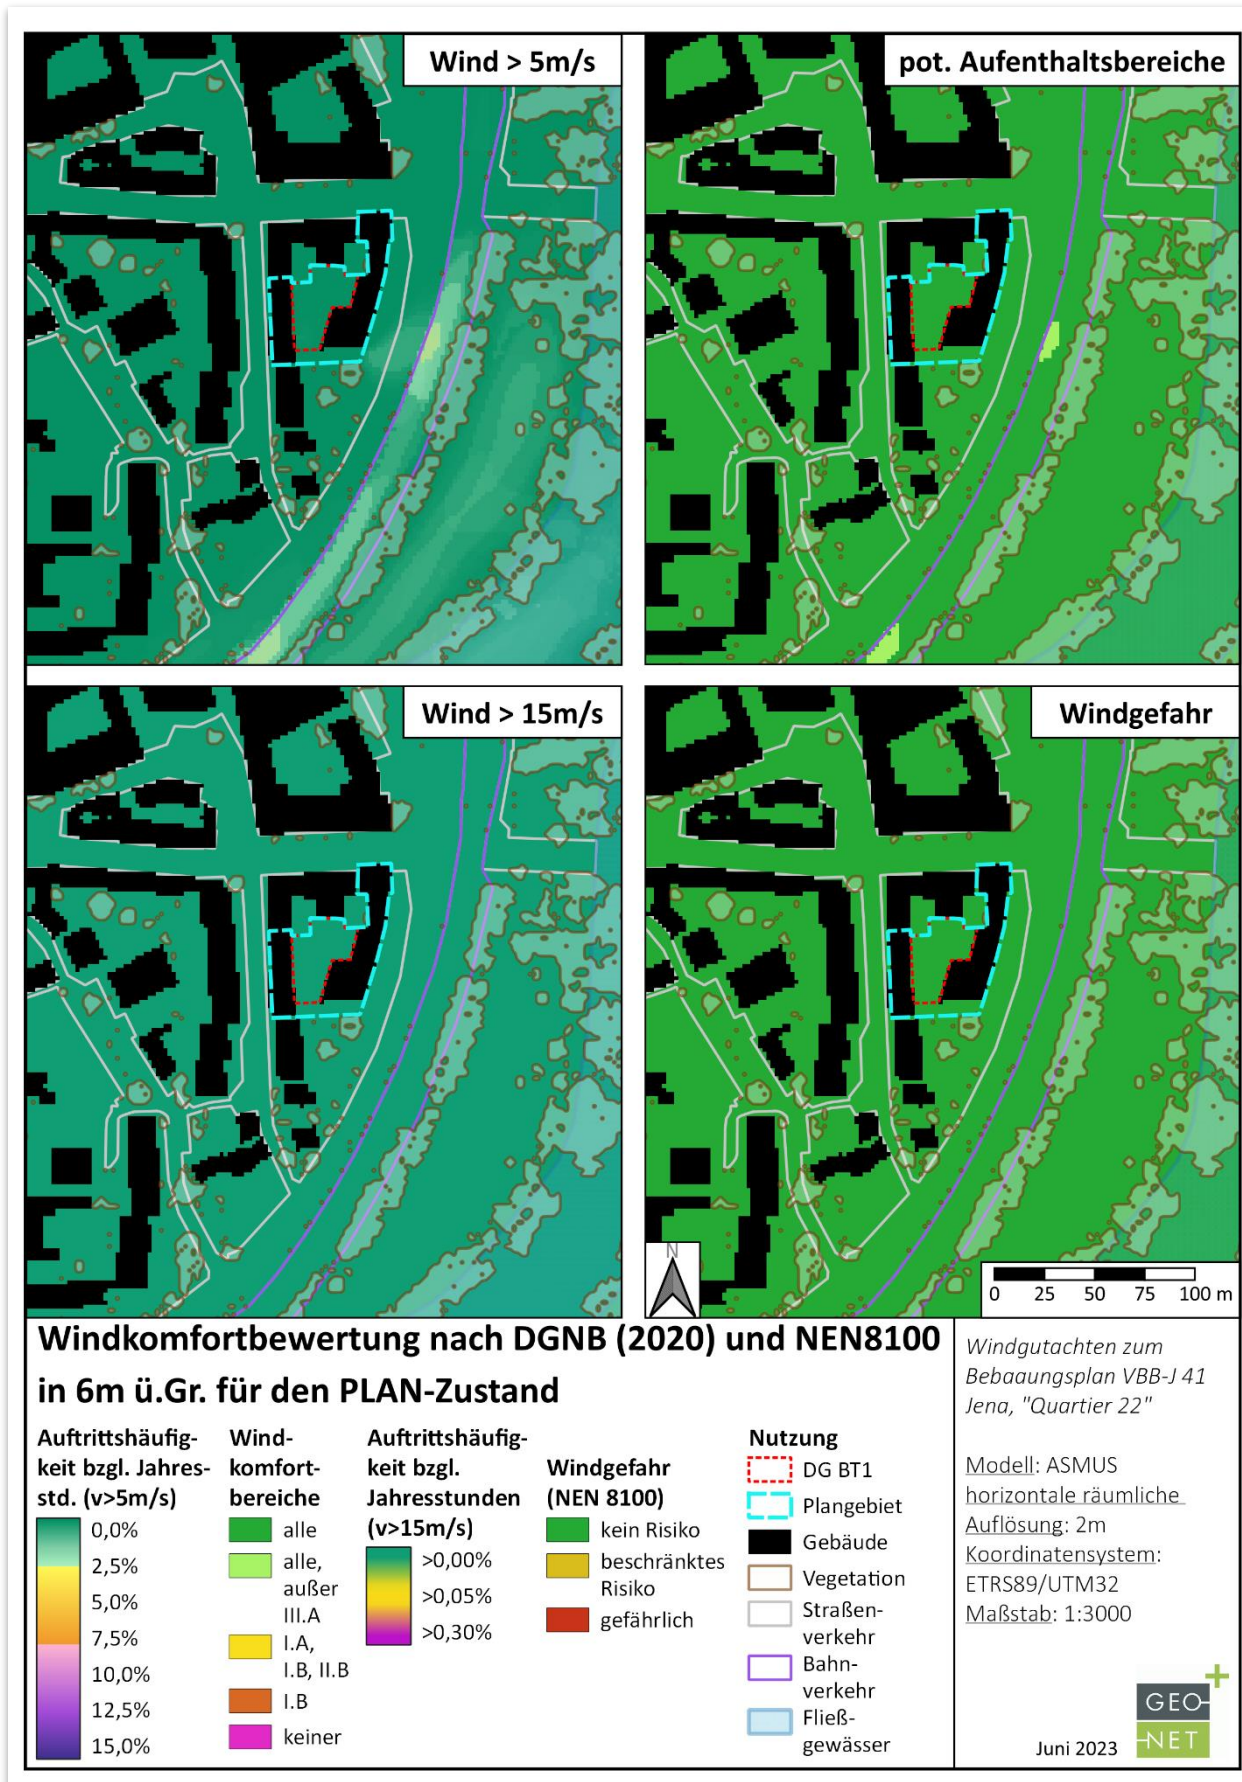 Wind > 5m/s
pot. Aufenthaltsbereiche
Wind > 15m/s
Windgefahr
N
0 25 50 75 100 m
Windkomfortbewertung nach DGNB (2020) und NEN8100
in 6m ü.Gr. für den PLAN-Zustand
Auftrittshäufig-
keit bzgl. Jahres-
std. (v>5m/s)
0,0%
2,5%
5,0%
7,5%
10,0%
12,5%
15,0%
Wind-
komfort-
bereiche
alle
alle,
außer
III.A
I.A,
I.B, II.B
I.B
keiner
Auftrittshäufig-
keit bzgl.
Jahresstunden
(v>15m/s)
>0,00%
>0,05%
>0,30%
Windgefahr
(NEN 8100)
kein Risiko
beschränktes
Risiko
gefährlich
Nutzung
DG BT1
Plangebiet
Gebäude
Vegetation
Straßen-
verkehr
Bahn-
verkehr
Fließ-
gewässer
Windgutachten zum
Bebaaungsplan VBB-J 41
Jena, "Quartier 22"
Modell: ASMUS
horizontale räumliche
Auflösung: 2m
Koordinatensystem:
ETRS89/UTM32
Maßstab: 1:3000
Juni 2023
GEO-
-NET